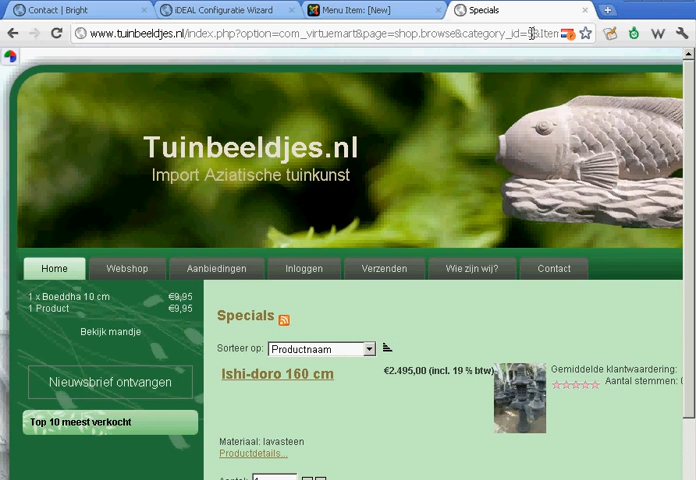 Contact | Bright
iDEAL Configuratie Wizard
Menu Item: [New]
Specials
www.tuinbeeldjes.nl/index.php?option=com_virtuemart&page=shop.browse&category_id=9&Item
Tuinbeeldjes.nl
Import Aziatische tuinkunst
Home Webshop Aanbiedingen Inloggen Verzenden Wie zijn wij? Contact
1 x Boeddha 10 cm €9,95
1 Product €9,95
Bekijk mandje
Nieuwsbrief ontvangen
Top 10 meest verkocht
Specials
Sorteer op: Productnaam
Ishi-doro 160 cm
€2.495,00 (incl. 19 % btw)
Gemiddelde klantwaardering:
Aantal stemmen:
Materiaal: lavasteen
Productdetails...